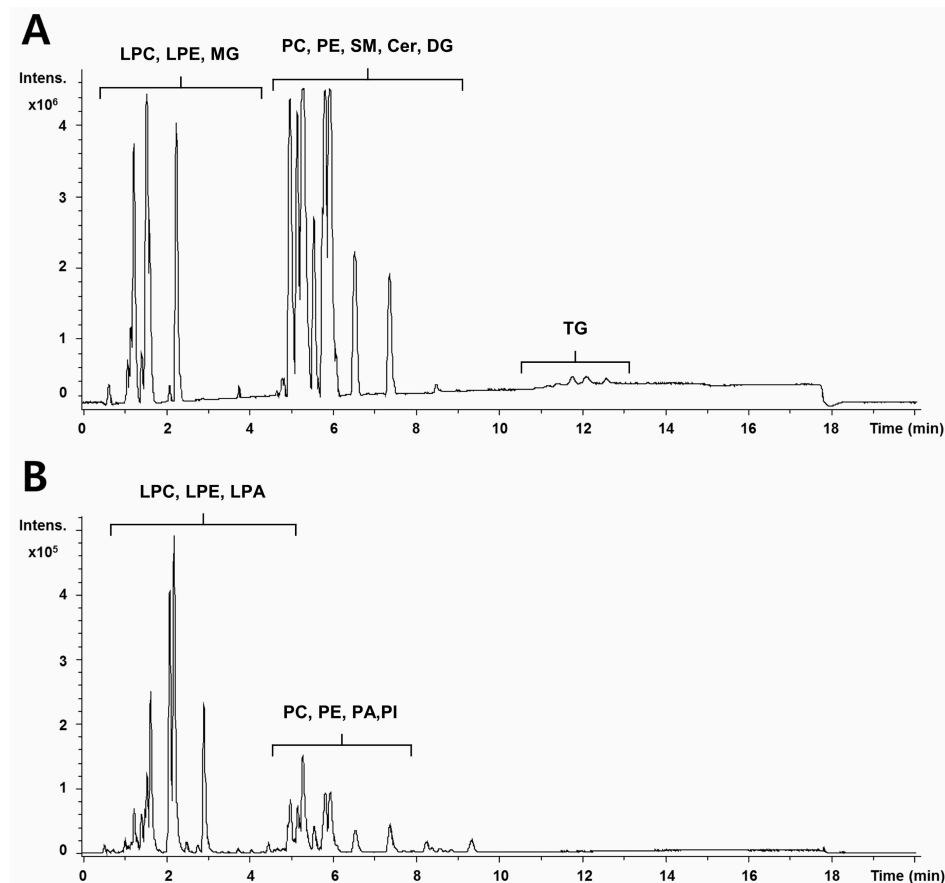 A
LPC, LPE, MG
PC, PE, SM, Cer, DG
Intens.
x10⁶
4
3
2
TG
1
0
0 2 4 6 8 10 12 14 16 18 Time (min)
B
LPC, LPE, LPA
Intens.
x10⁵
4
3
PC, PE, PA,PI
2
1
0
0 2 4 6 8 10 12 14 16 18 Time (min)